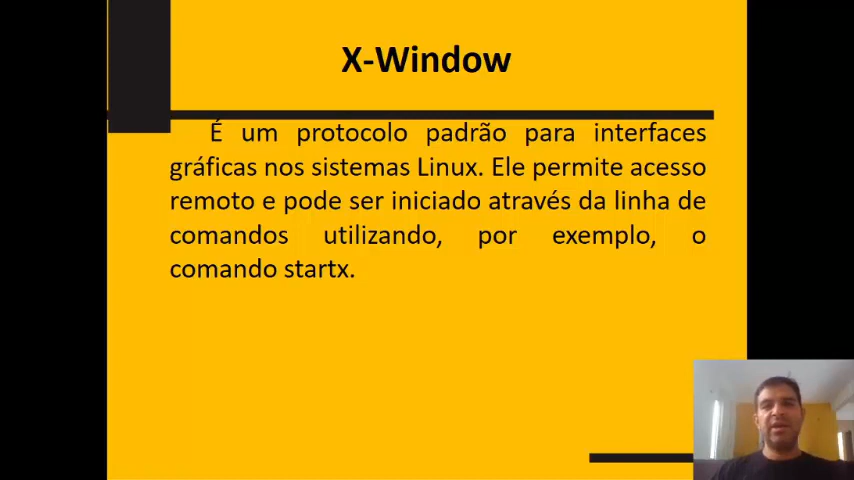 X-Window
É um protocolo padrão para interfaces
gráficas nos sistemas Linux. Ele permite acesso
remoto e pode ser iniciado através da linha de
comandos utilizando, por exemplo, o
comando startx.